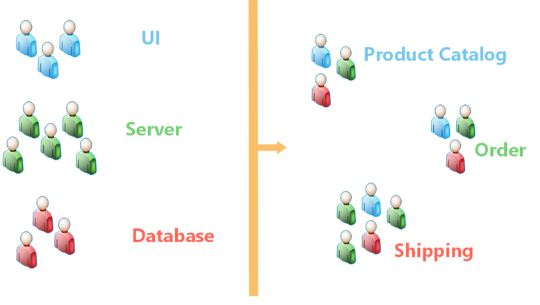 UI
Server
Database
Product Catalog
Order
Shipping